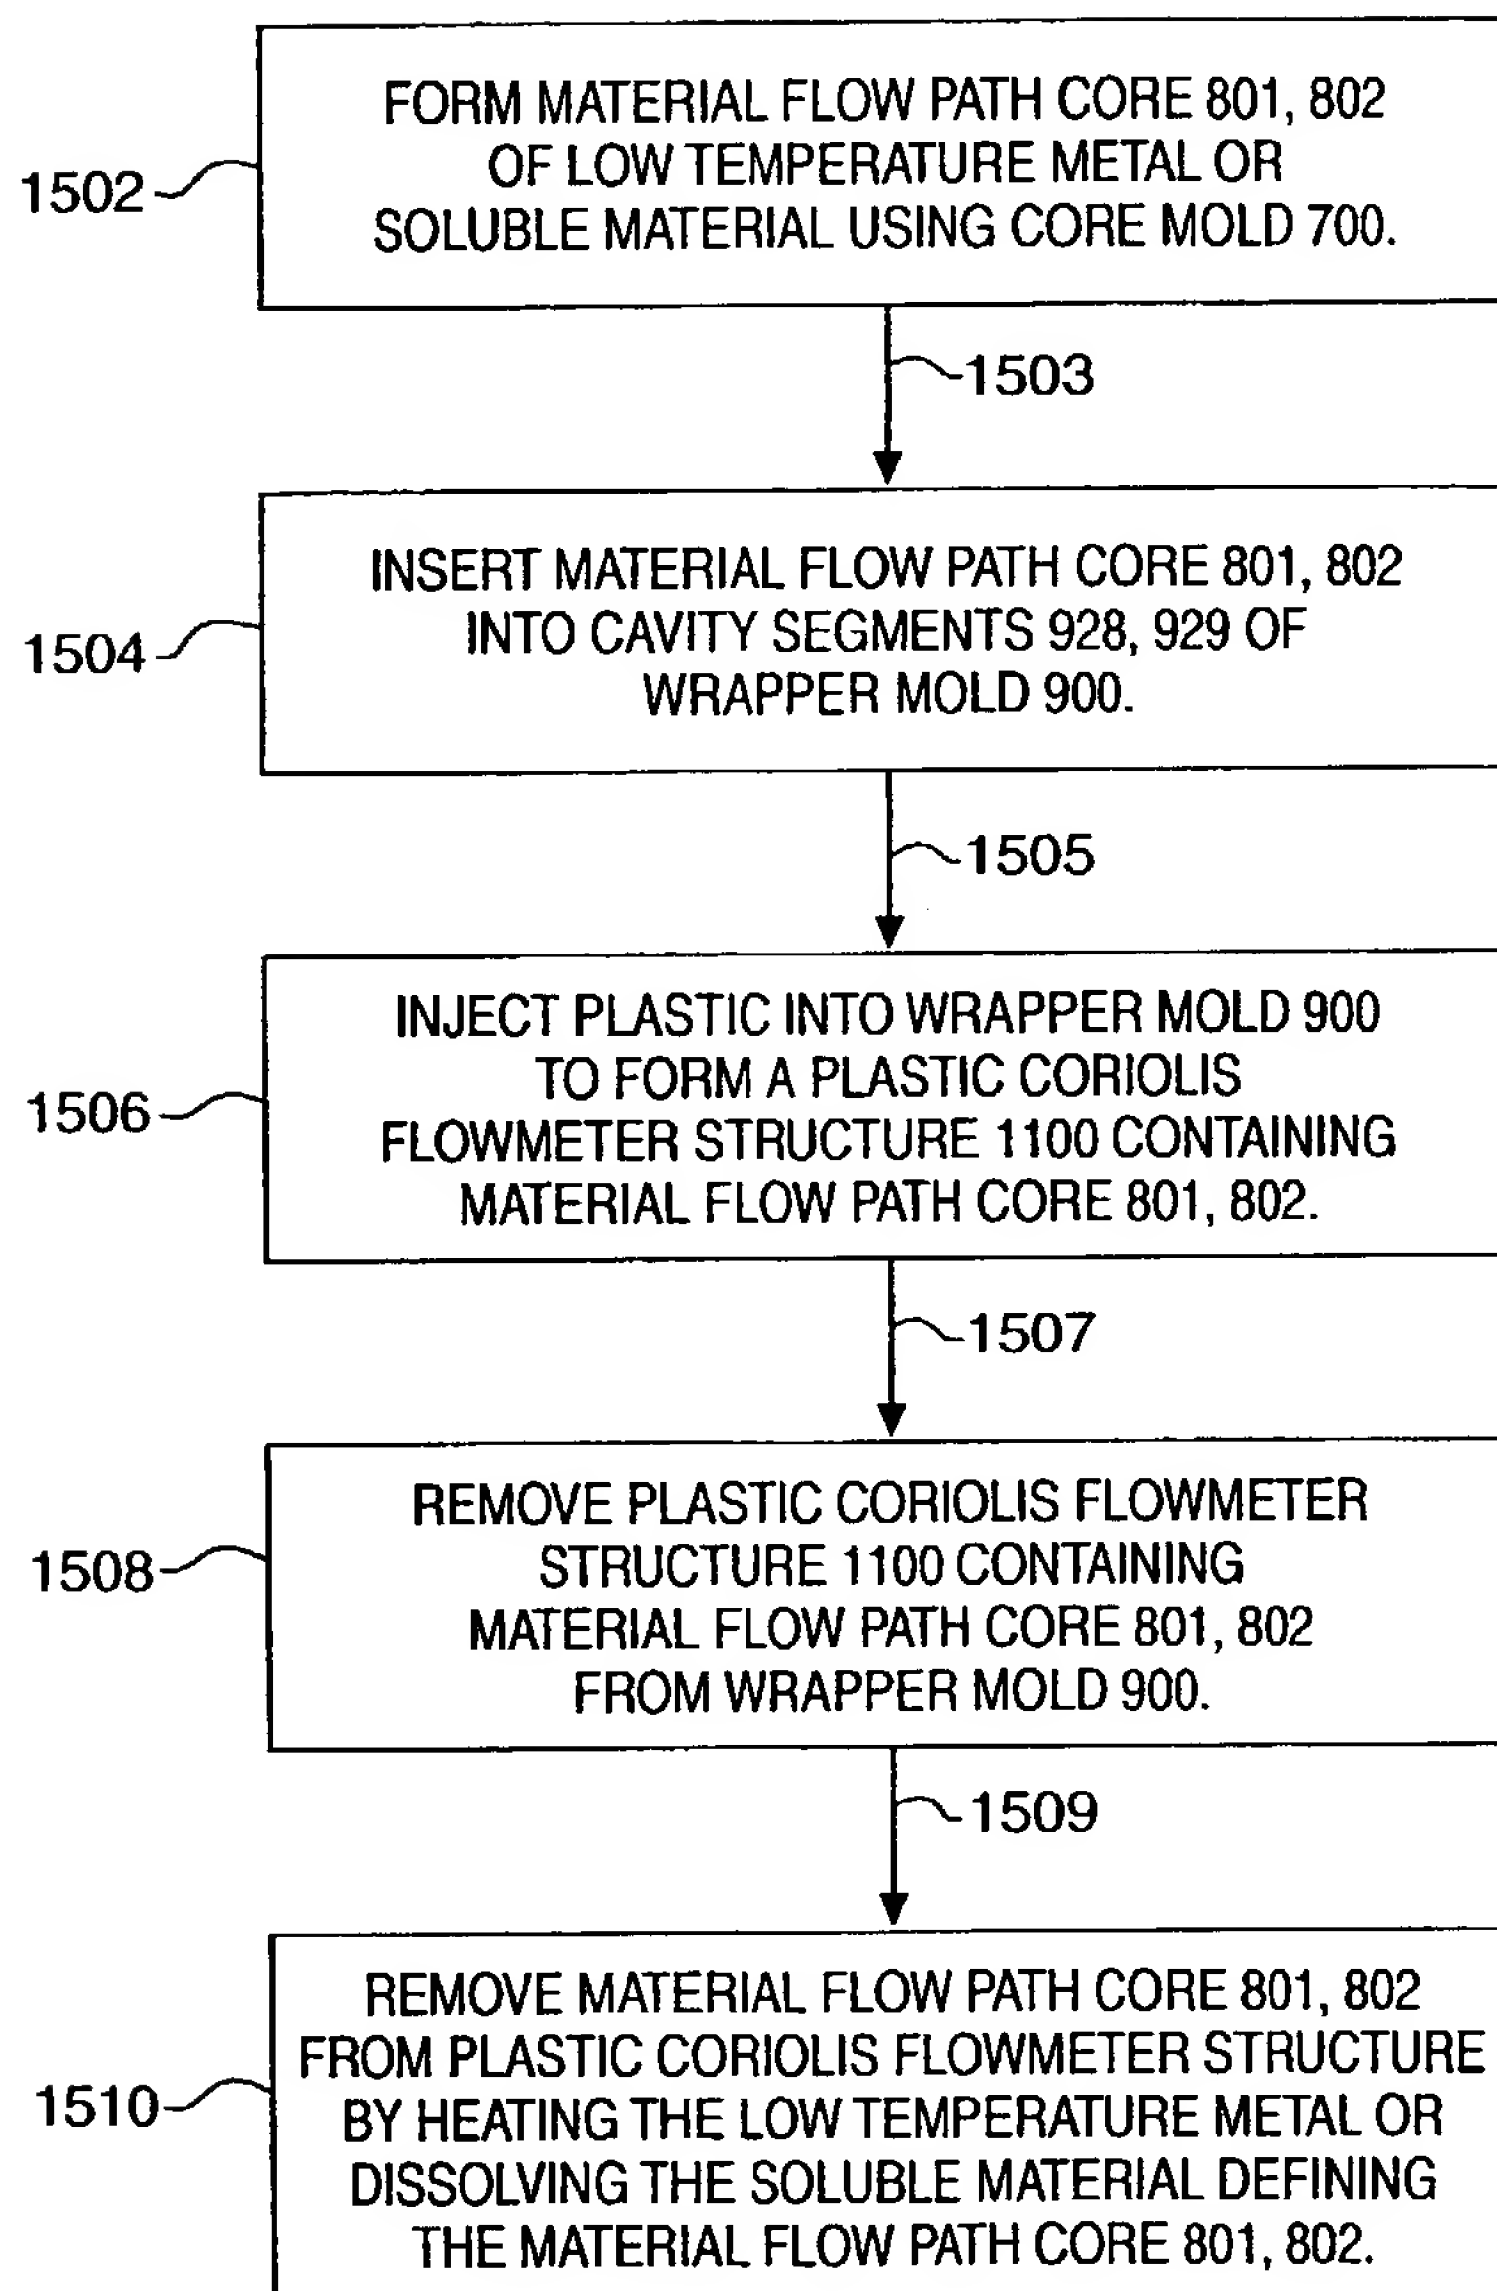 FORM MATERIAL FLOW PATH CORE 801, 802
OF LOW TEMPERATURE METAL OR
SOLUBLE MATERIAL USING CORE MOLD 700.
1502
1503
INSERT MATERIAL FLOW PATH CORE 801, 802
INTO CAVITY SEGMENTS 928, 929 OF
WRAPPER MOLD 900.
1504
1505
INJECT PLASTIC INTO WRAPPER MOLD 900
TO FORM A PLASTIC CORIOLIS
FLOWMETER STRUCTURE 1100 CONTAINING
MATERIAL FLOW PATH CORE 801, 802.
1506
1507
REMOVE PLASTIC CORIOLIS FLOWMETER
STRUCTURE 1100 CONTAINING
MATERIAL FLOW PATH CORE 801, 802
FROM WRAPPER MOLD 900.
1508
1509
REMOVE MATERIAL FLOW PATH CORE 801, 802
FROM PLASTIC CORIOLIS FLOWMETER STRUCTURE
BY HEATING THE LOW TEMPERATURE METAL OR
DISSOLVING THE SOLUBLE MATERIAL DEFINING
THE MATERIAL FLOW PATH CORE 801, 802.
1510